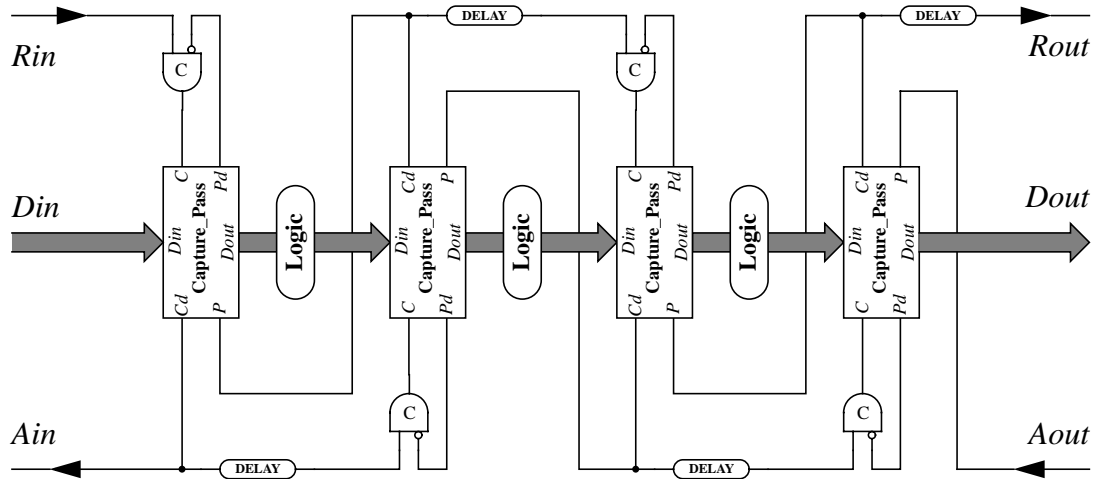 DELAY
DELAY
Rin
Rout
C
C
C
Pd
Cd
P
C
Pd
Cd
P
Din
Dout
Din
Capture_Pass
Dout
Logic
Din
Capture_Pass
Dout
Logic
Din
Capture_Pass
Dout
Logic
Din
Capture_Pass
Dout
Cd
P
C
Pd
Cd
P
C
Pd
C
C
Ain
Aout
DELAY
DELAY